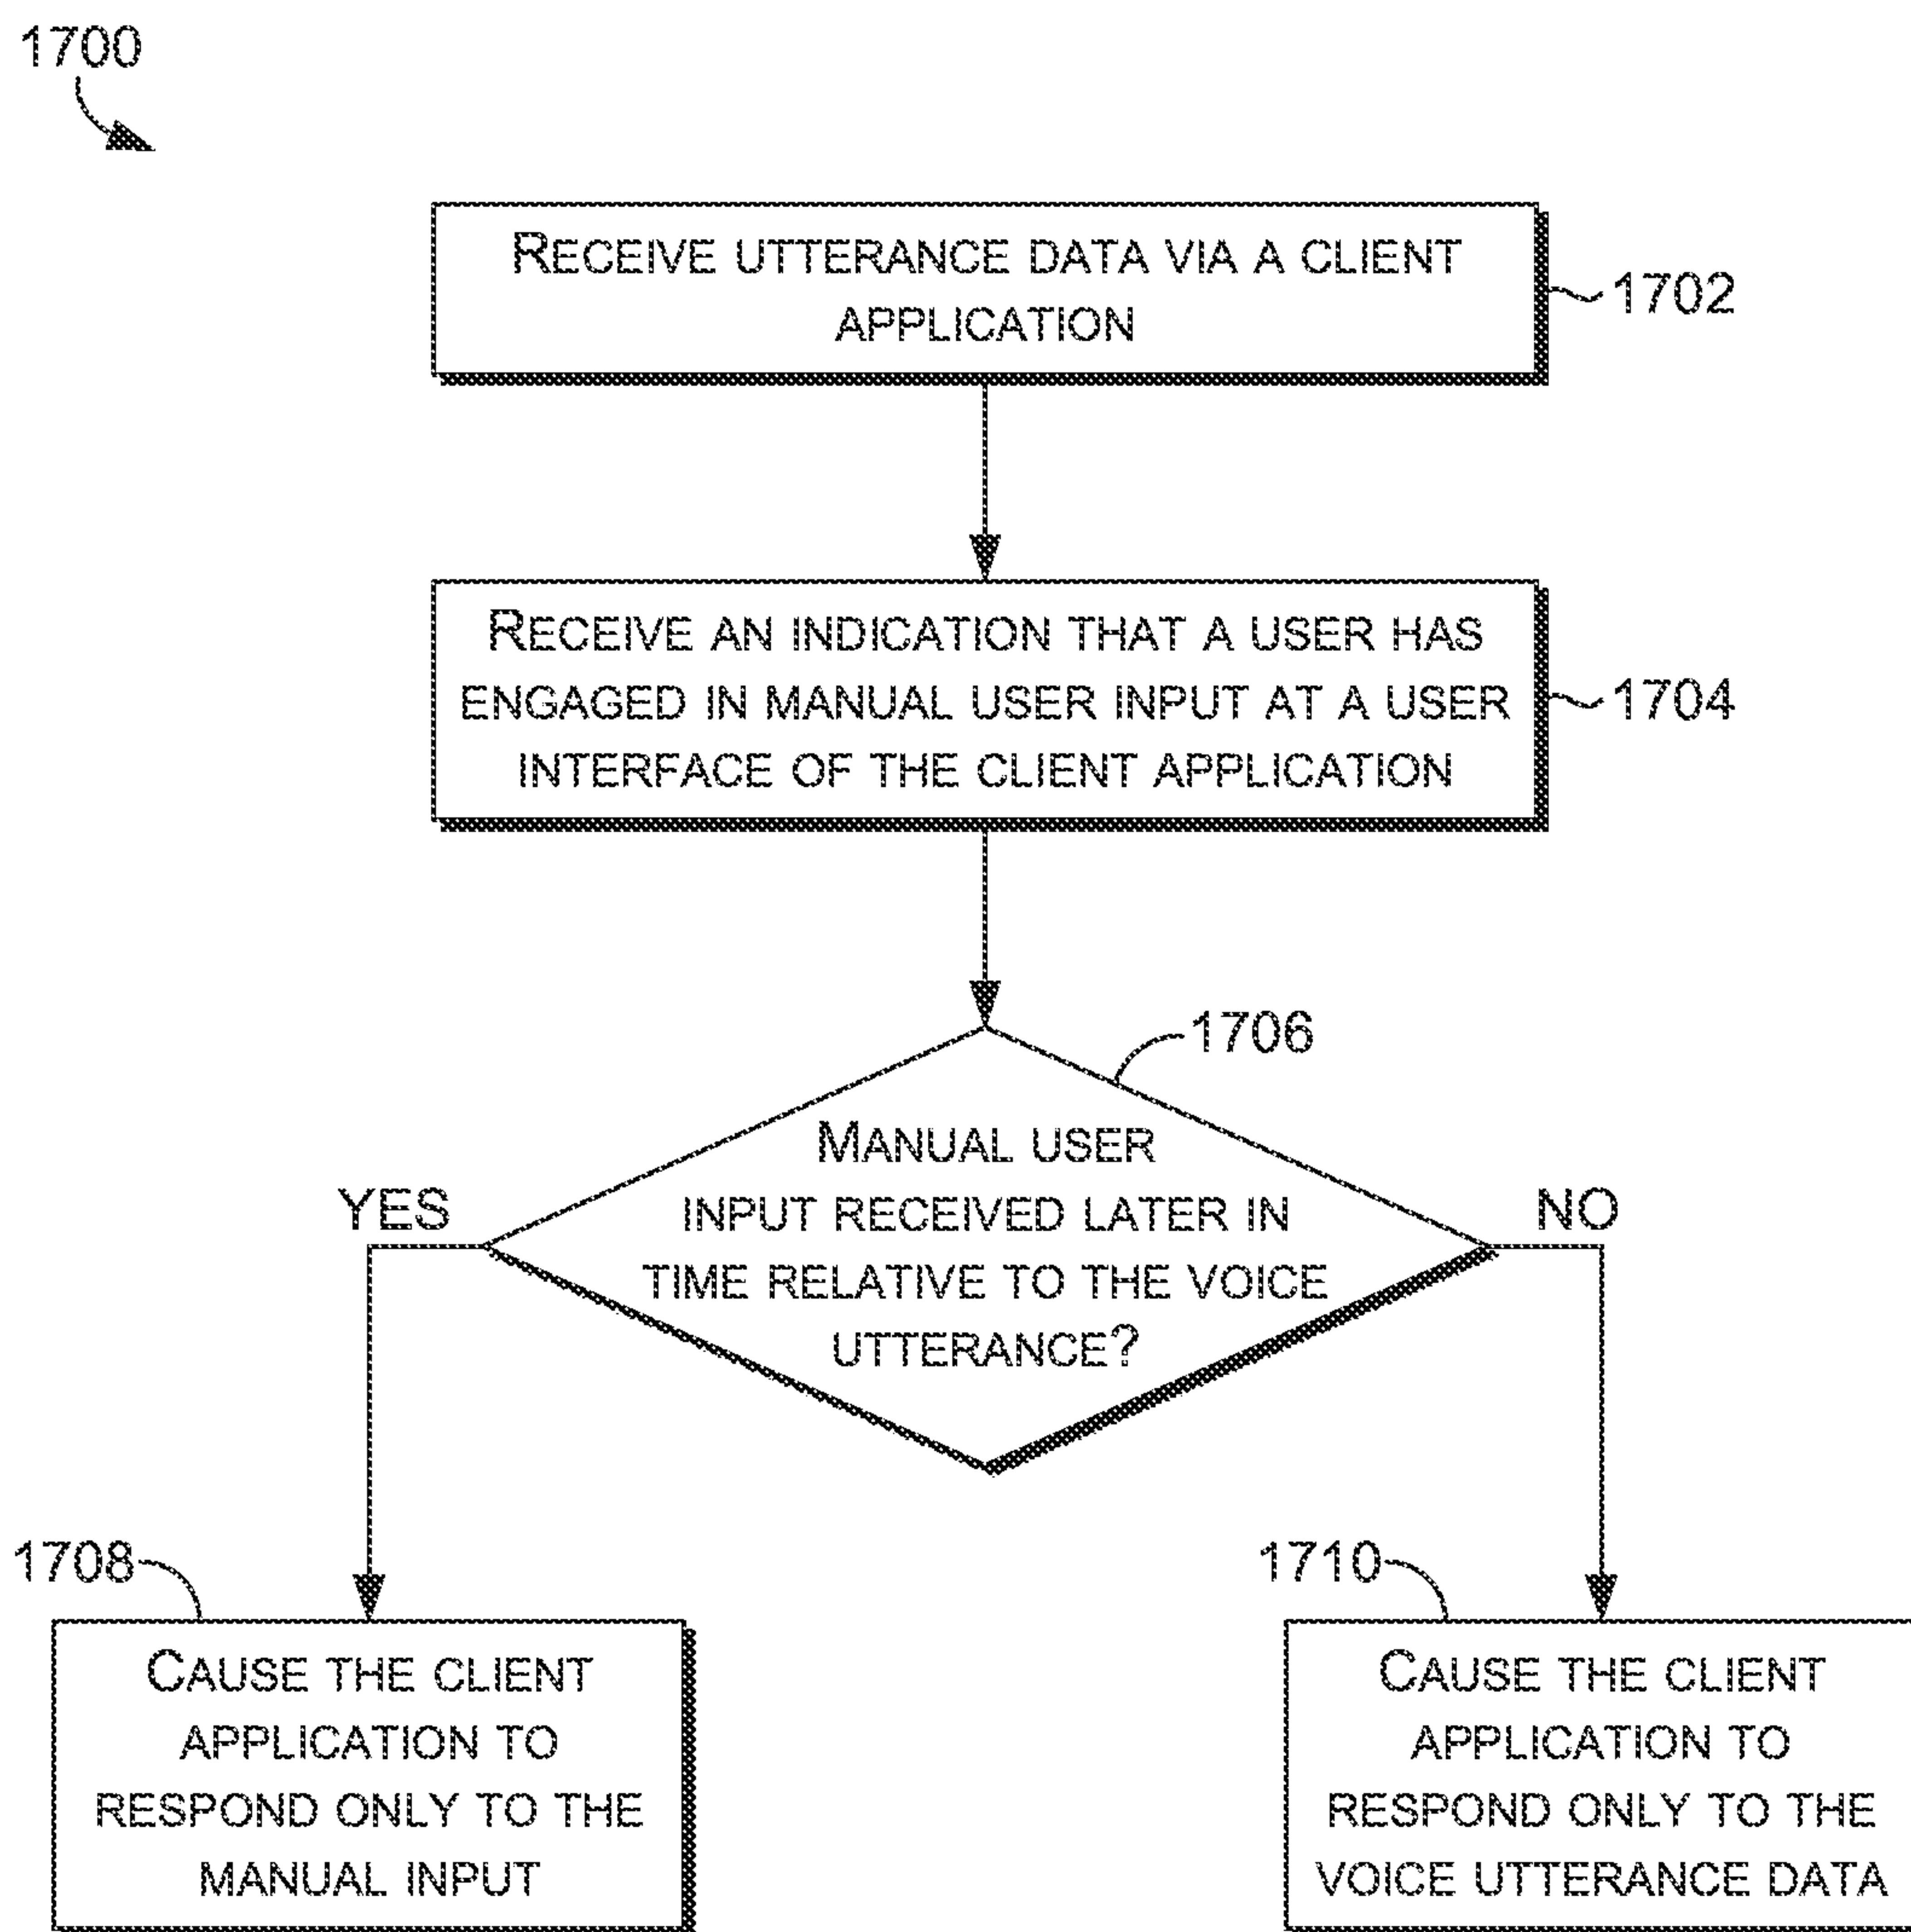 1700
RECEIVE UTTERANCE DATA VIA A CLIENT
APPLICATION
1702
RECEIVE AN INDICATION THAT A USER HAS
ENGAGED IN MANUAL USER INPUT AT A USER
INTERFACE OF THE CLIENT APPLICATION
1704
1706
MANUAL USER
INPUT RECEIVED LATER IN
TIME RELATIVE TO THE VOICE
UTTERANCE?
YES
NO
1708
CAUSE THE CLIENT
APPLICATION TO
RESPOND ONLY TO THE
MANUAL INPUT
1710
CAUSE THE CLIENT
APPLICATION TO
RESPOND ONLY TO THE
VOICE UTTERANCE DATA